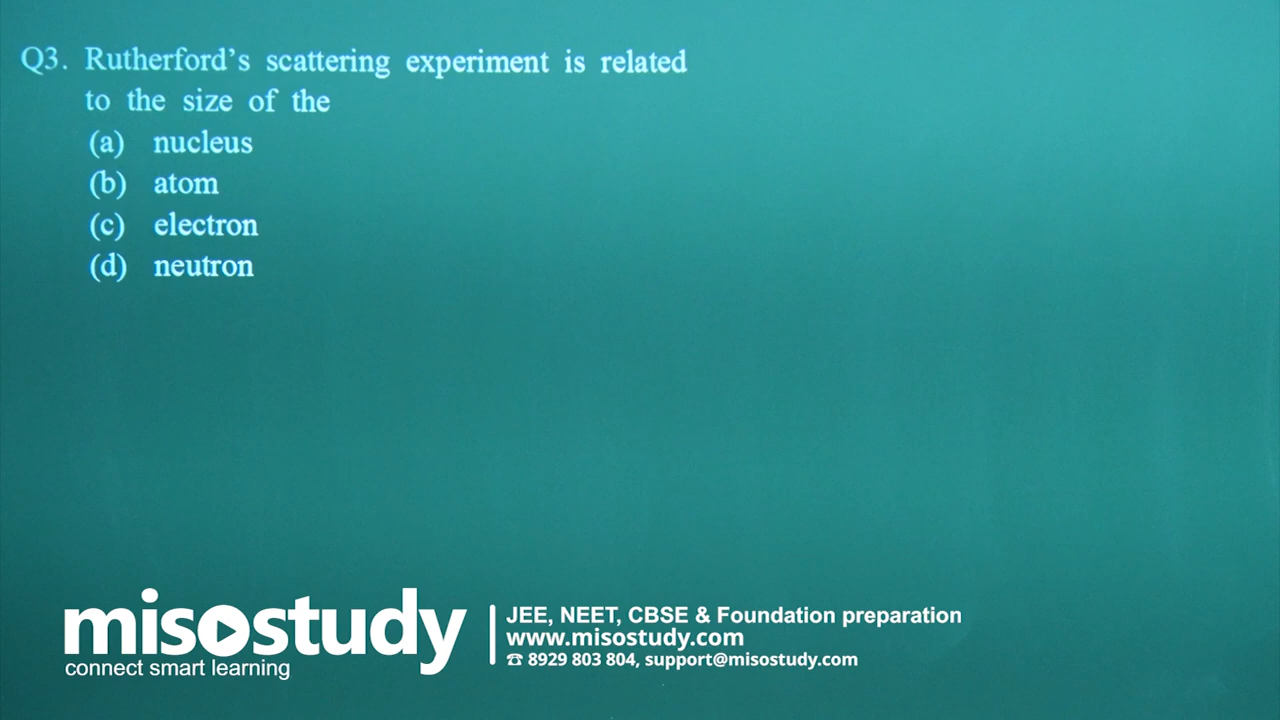 Q3. Rutherford’s scattering experiment is related
to the size of the
(a) nucleus
(b) atom
(c) electron
(d) neutron
misostudy
connect smart learning
JEE, NEET, CBSE & Foundation preparation
www.misostudy.com
☎ 8929 803 804, support@misostudy.com